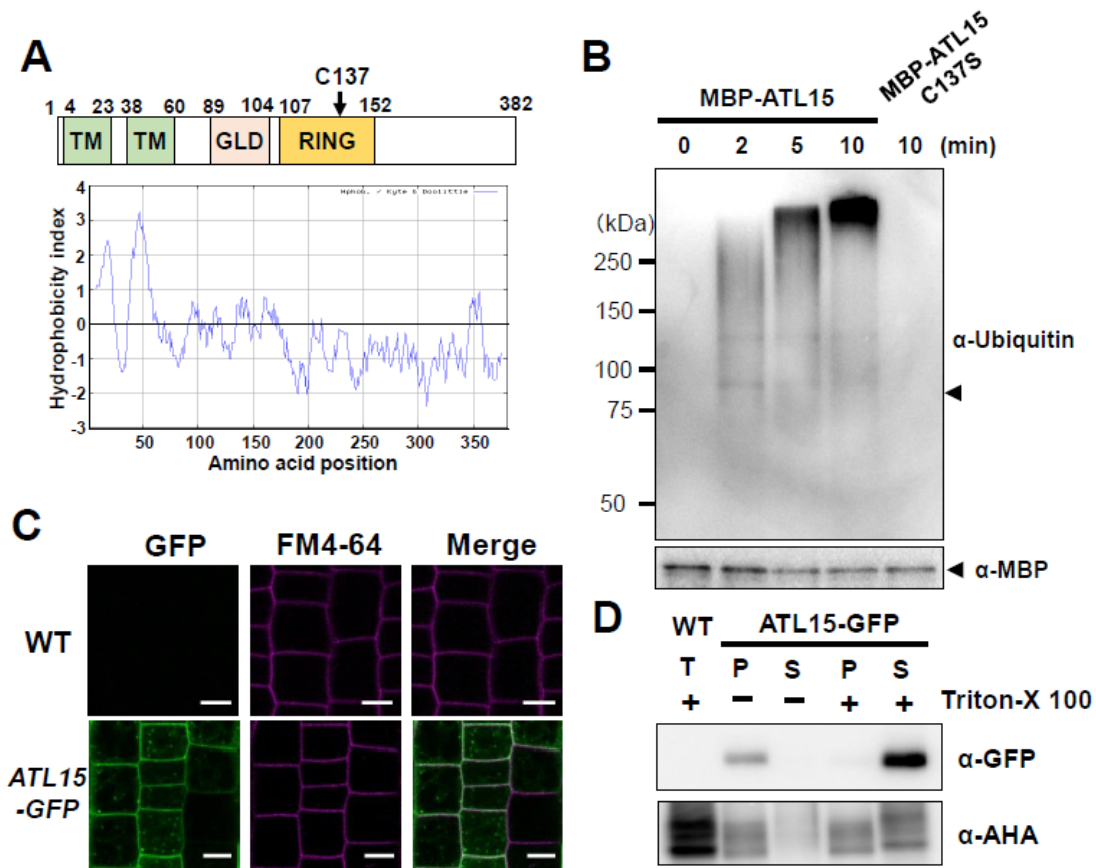 A
C137
1 4 23 38 60 89 104 107 152 382
TM TM GLD RING
Hphob. / Kyte & Doolittle
Hydrophobicity index
4
3
2
1
0
-1
-2
-3
50 100 150 200 250 300 350
Amino acid position
B
MBP-ATL15
MBP-ATL15
C137S
0 2 5 10 10 (min)
(kDa)
250
150
100
75
50
α-Ubiquitin
α-MBP
C
GFP FM4-64 Merge
WT
ATL15
-GFP
D
WT ATL15-GFP
T P S P S
+ − − + + Triton-X 100
α-GFP
α-AHA